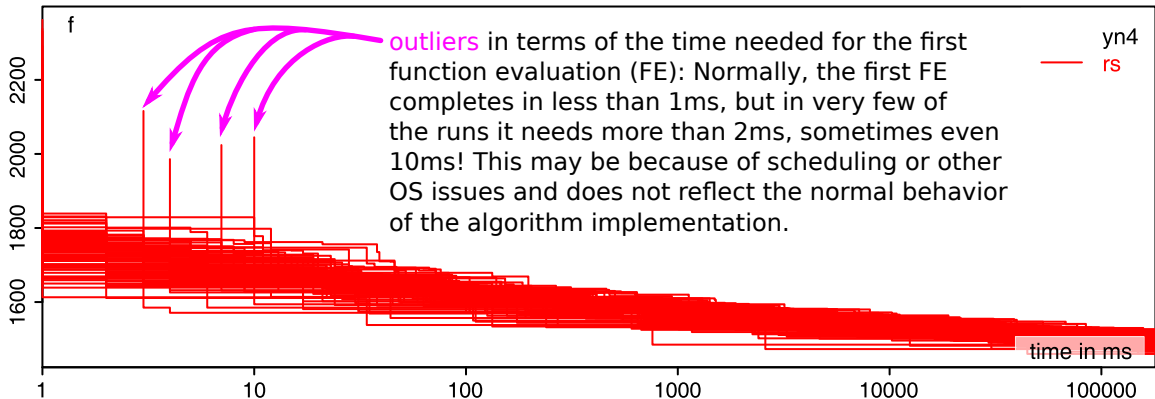 f
yn4
rs
outliers in terms of the time needed for the first
function evaluation (FE): Normally, the first FE
completes in less than 1ms, but in very few of
the runs it needs more than 2ms, sometimes even
10ms! This may be because of scheduling or other
OS issues and does not reflect the normal behavior
of the algorithm implementation.
2200
2000
1800
1600
time in ms
1 10 100 1000 10000 100000